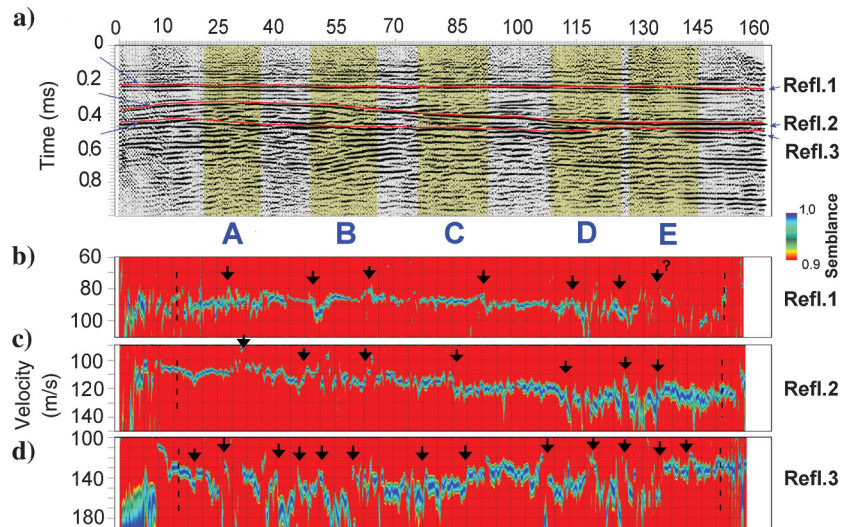 a)
0 15 25 40 55 70 85 100 115 130 145 160
0
0.2
0.4
0.6
0.8
Time (ms)
Refl.1
Refl.2
Refl.3
A B C D E
1.0
0.9
Semblance
b)
60
80
100
?
Refl.1
c)
100
120
140
150
Velocity
(m/s)
Refl.2
d)
100
140
180
Refl.3